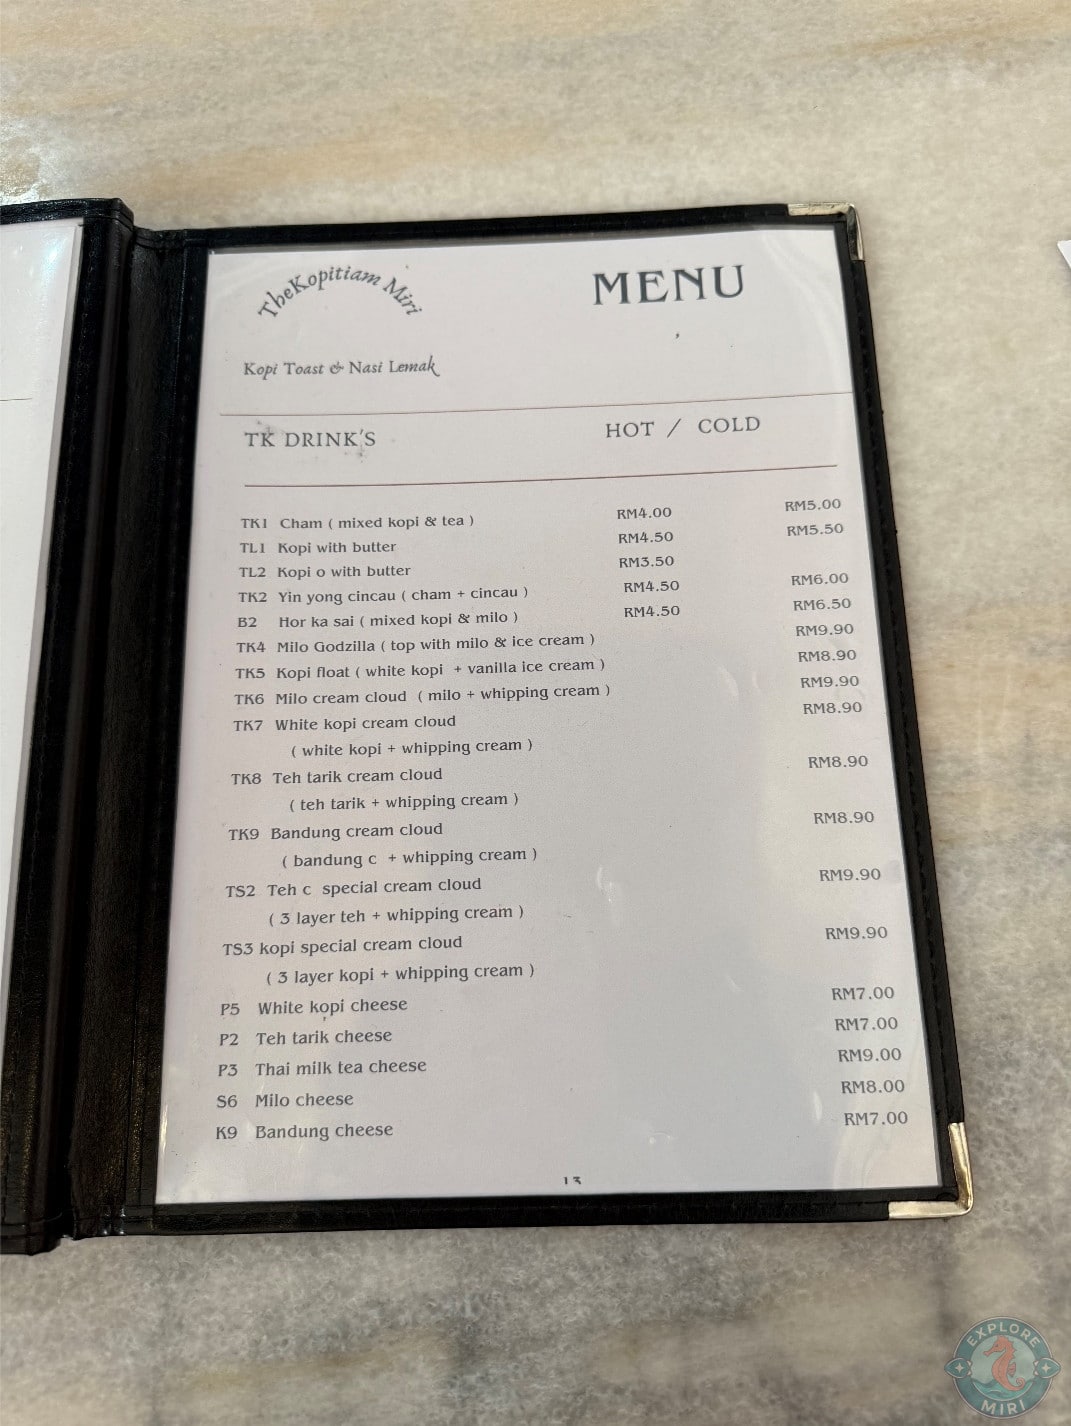 TheKopitiam Miri
MENU
Kopi Toast & Nasi Lemak
TK DRINK'S HOT / COLD
TK1 Cham ( mixed kopi & tea ) RM4.00 RM5.00
TL1 Kopi with butter RM4.50 RM5.50
TL2 Kopi o with butter RM3.50
TK2 Yin yong cincau ( cham + cincau ) RM4.50 RM6.00
B2 Hor ka sai ( mixed kopi & milo ) RM4.50 RM6.50
TK4 Milo Godzilla ( top with milo & ice cream ) RM9.90
TK5 Kopi float ( white kopi + vanilla ice cream ) RM8.90
TK6 Milo cream cloud ( milo + whipping cream ) RM9.90
TK7 White kopi cream cloud RM8.90
( white kopi + whipping cream )
TK8 Teh tarik cream cloud RM8.90
( teh tarik + whipping cream )
TK9 Bandung cream cloud RM8.90
( bandung c + whipping cream )
TS2 Teh c special cream cloud RM9.90
( 3 layer teh + whipping cream )
TS3 kopi special cream cloud RM9.90
( 3 layer kopi + whipping cream )
P5 White kopi cheese RM7.00
P2 Teh tarik cheese RM7.00
P3 Thai milk tea cheese RM9.00
S6 Milo cheese RM8.00
K9 Bandung cheese RM7.00
13
EXPLORE
MIRI